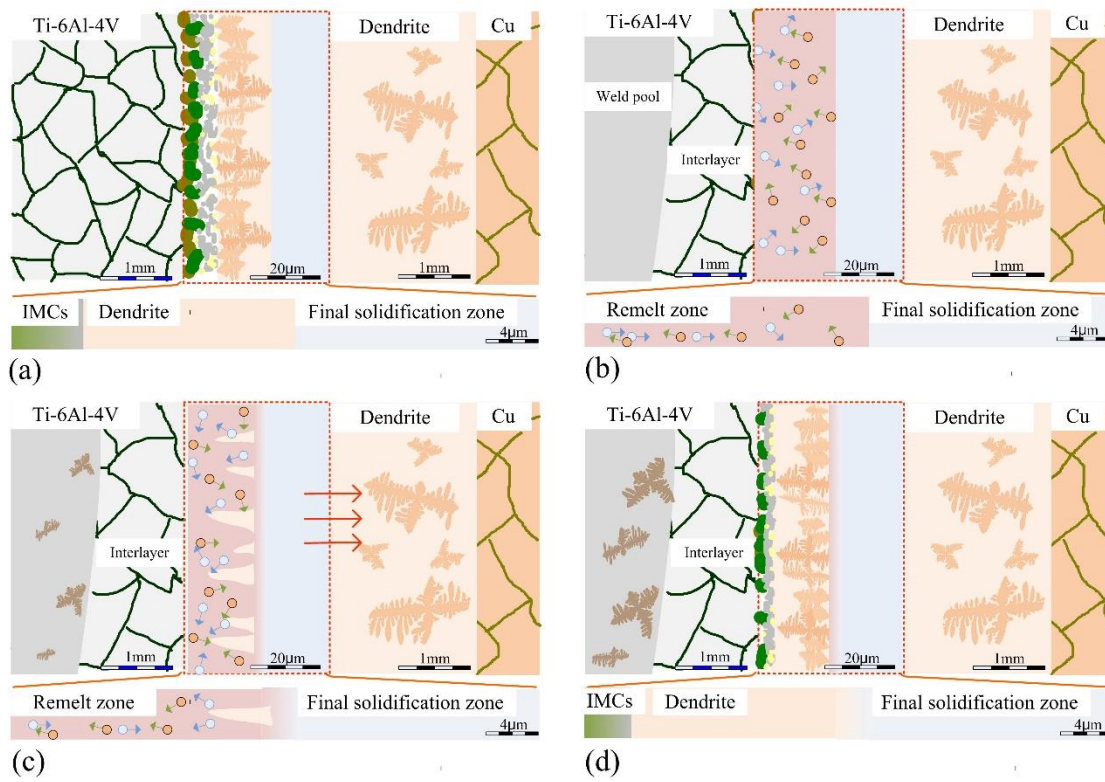 Ti-6Al-4V Dendrite Cu
1mm 20μm 1mm
IMCs Dendrite Final solidification zone
4μm
(a)
Ti-6Al-4V Dendrite Cu
Weld pool
Interlayer
1mm 20μm 1mm
Remelt zone Final solidification zone
4μm
(b)
Ti-6Al-4V Dendrite Cu
Interlayer
1mm 20μm 1mm
Remelt zone Final solidification zone
4μm
(c)
Ti-6Al-4V Dendrite Cu
Interlayer
1mm 20μm 1mm
IMCs Dendrite Final solidification zone
4μm
(d)